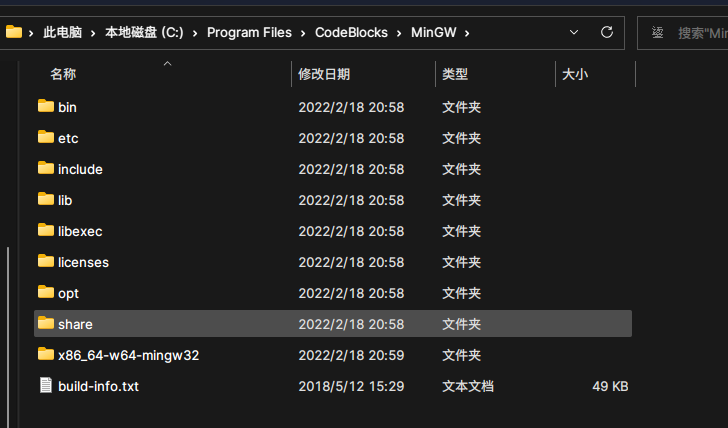 此电脑 › 本地磁盘 (C:) › Program Files › CodeBlocks › MinGW › 搜索"Min
名称 修改日期 类型 大小
bin 2022/2/18 20:58 文件夹
etc 2022/2/18 20:58 文件夹
include 2022/2/18 20:58 文件夹
lib 2022/2/18 20:58 文件夹
libexec 2022/2/18 20:58 文件夹
licenses 2022/2/18 20:58 文件夹
opt 2022/2/18 20:58 文件夹
share 2022/2/18 20:58 文件夹
x86_64-w64-mingw32 2022/2/18 20:59 文件夹
build-info.txt 2018/5/12 15:29 文本文档 49 KB